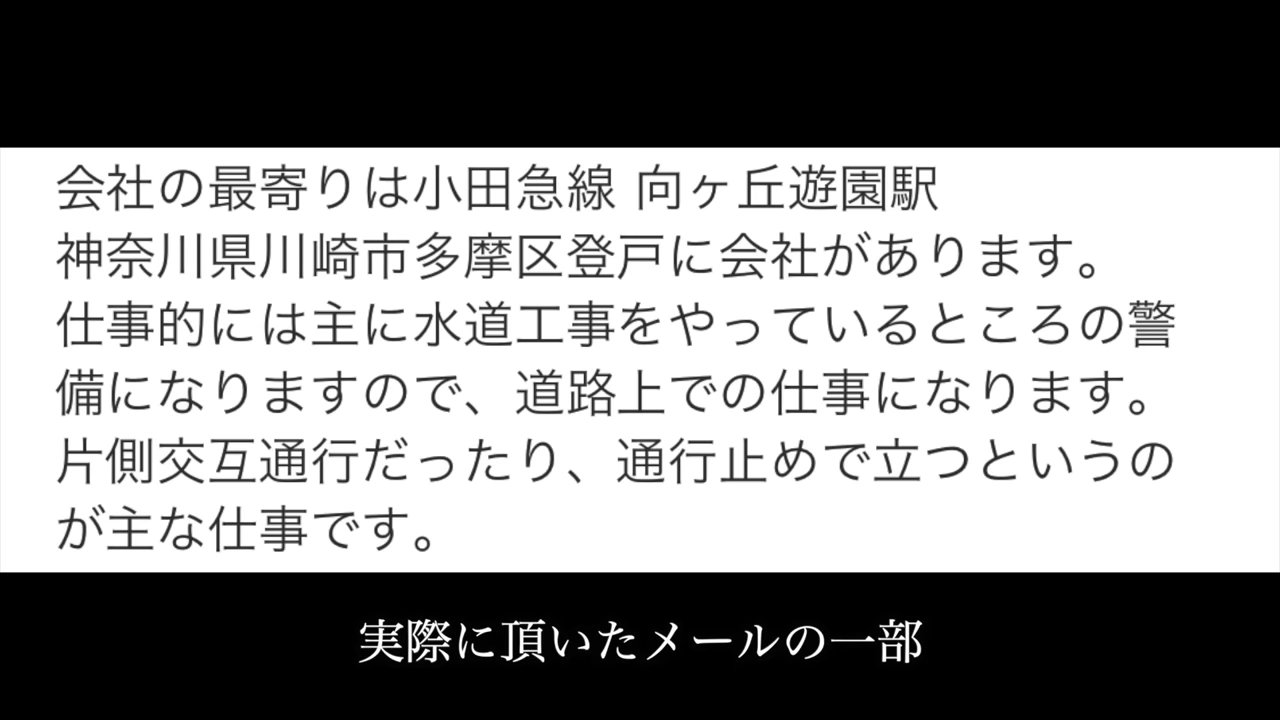 会社の最寄りは小田急線 向ヶ丘遊園駅
神奈川県川崎市多摩区登戸に会社があります。
仕事的には主に水道工事をやっているところの警
備になりますので、道路上での仕事になります。
片側交互通行だったり、通行止めで立つというの
が主な仕事です。
実際に頂いたメールの一部